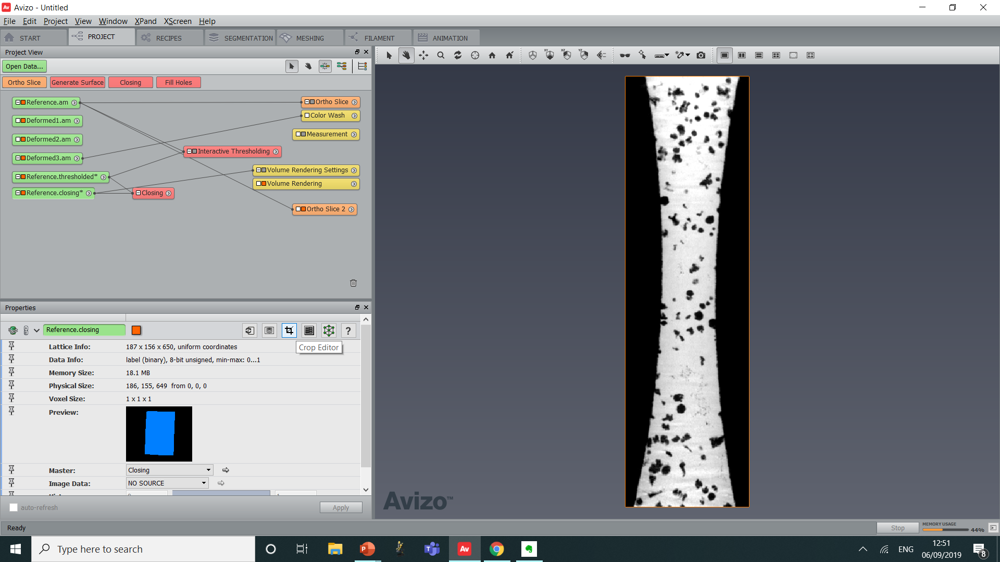 Av Avizo - Untitled
File Edit Project View Window XPand XScreen Help
START PROJECT RECIPES SEGMENTATION MESHING FILAMENT ANIMATION
Project View
Open Data...
Ortho Slice Generate Surface Closing Fill Holes
Reference.am Ortho Slice
Color Wash
Deformed1.am
Measurement
Deformed2.am
Interactive Thresholding
Deformed3.am
Volume Rendering Settings
Reference.thresholded*
Volume Rendering
Reference.closing* Closing
Ortho Slice 2
XY XZ YZ
Properties
Reference.closing ?
Crop Editor
Lattice Info: 187 x 156 x 650, uniform coordinates
Data Info: label (binary), 8-bit unsigned, min-max: 0...1
Memory Size: 18.1 MB
Physical Size: 186, 155, 649 from 0, 0, 0
Voxel Size: 1 x 1 x 1
Preview:
Master: Closing
Image Data: NO SOURCE
auto-refresh Apply
Avizo™
Ready Stop MEMORY USAGE 44%
Type here to search
Av
ENG
12:51
06/09/2019
8